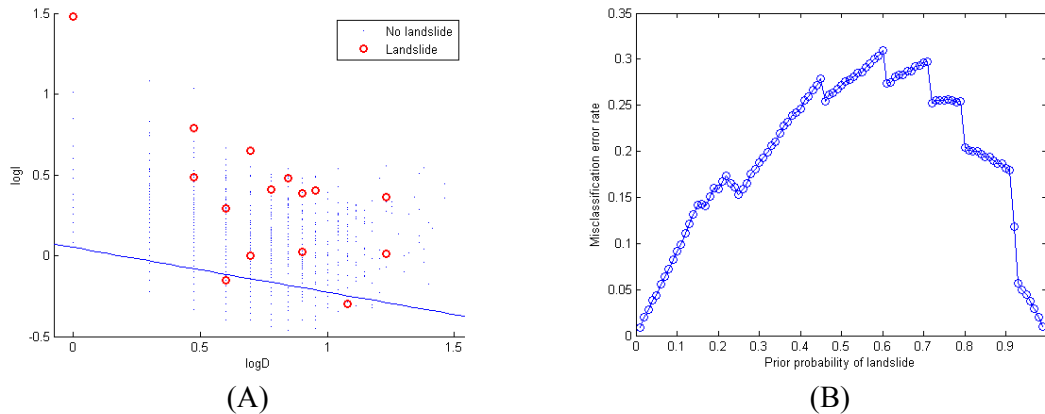 1.5
1
0.5
0
-0.5
logI
0
0.5
1
1.5
logD
No landslide
Landslide
(A)
0.35
0.3
0.25
0.2
0.15
0.1
0.05
0
Misclassification error rate
0 0.1 0.2 0.3 0.4 0.5 0.6 0.7 0.8 0.9
Prior probability of landslide
(B)